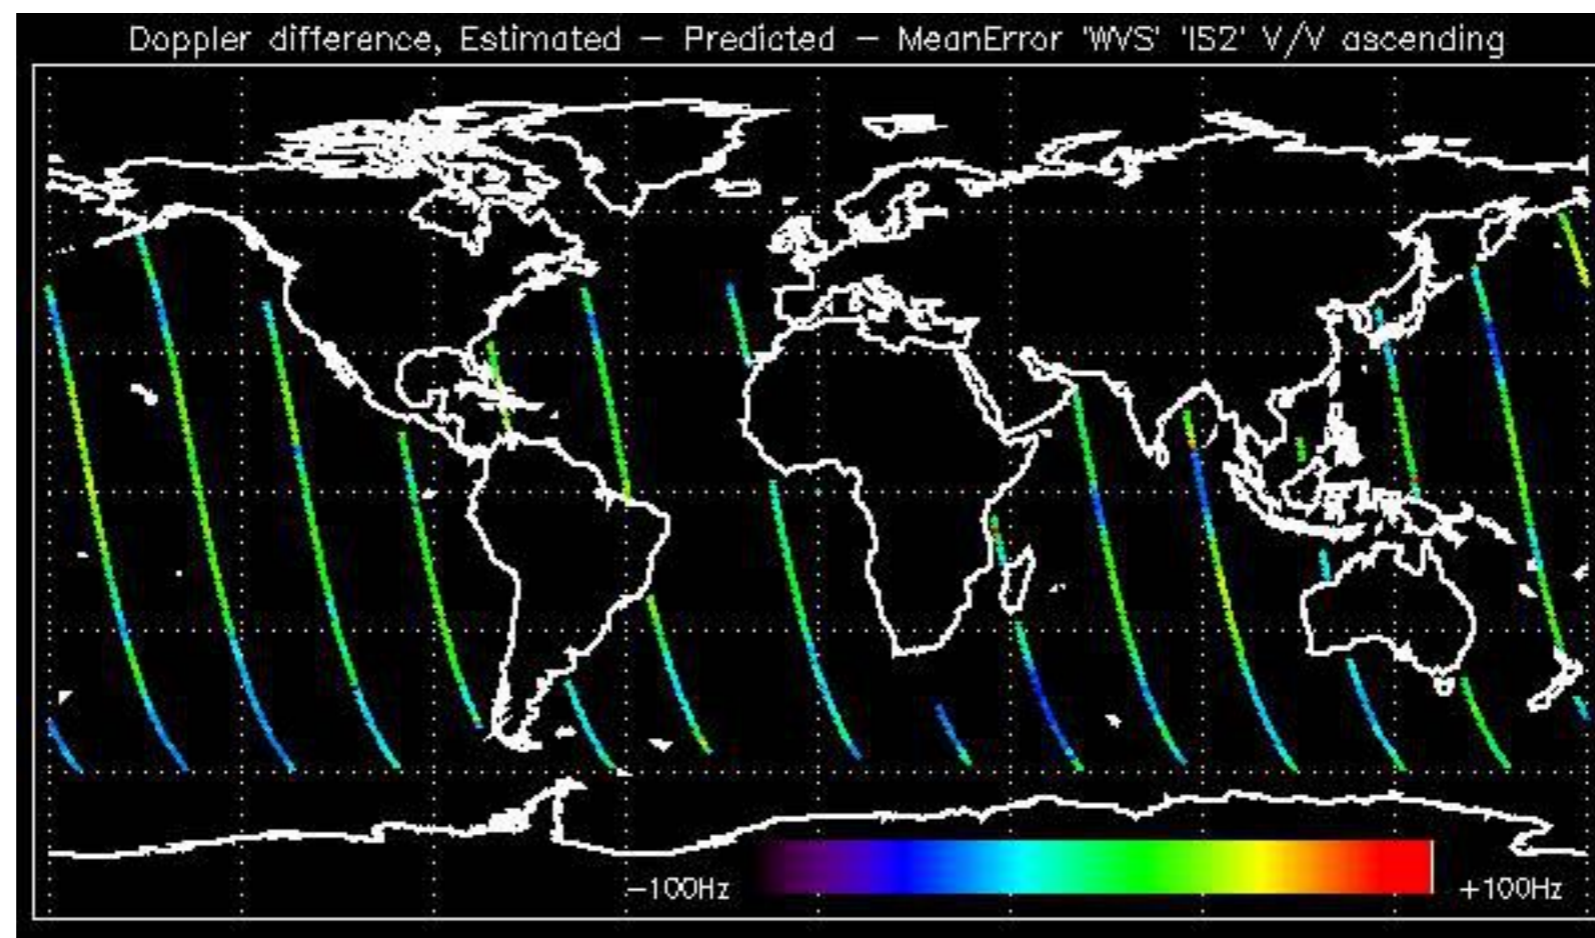 Doppler difference, Estimated - Predicted - MeanError 'WVS' 'IS2' V/V ascending
-100Hz
+100Hz